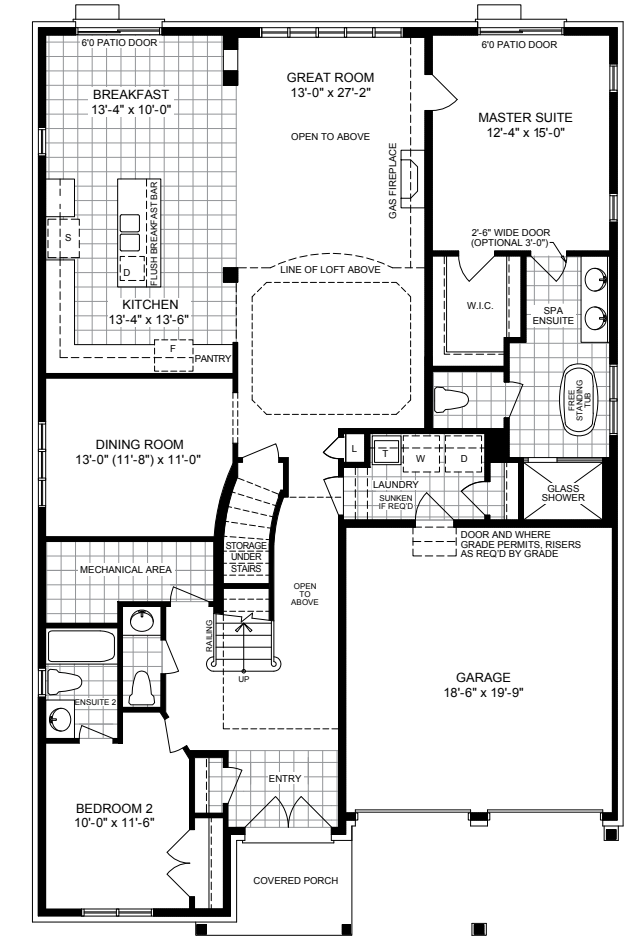 6'0 PATIO DOOR
6'0 PATIO DOOR
BREAKFAST
13'-4" x 10'-0"
GREAT ROOM
13'-0" x 27'-2"
OPEN TO ABOVE
MASTER SUITE
12'-4" x 15'-0"
GAS FIREPLACE
FLUSH BREAKFAST BAR
S
D
2'-6" WIDE DOOR
(OPTIONAL 3'-0")
LINE OF LOFT ABOVE
KITCHEN
13'-4" x 13'-6"
W.I.C.
SPA
ENSUITE
F
PANTRY
FREE
STANDING
TUB
DINING ROOM
13'-0" (11'-8") x 11'-0"
L
T
W
D
LAUNDRY
SUNKEN
IF REQ'D
GLASS
SHOWER
DOOR AND WHERE
GRADE PERMITS, RISERS
AS REQ'D BY GRADE
STORAGE
UNDER
STAIRS
MECHANICAL AREA
OPEN
TO
ABOVE
RAILING
UP
ENSUITE 2
GARAGE
18'-6" x 19'-9"
ENTRY
BEDROOM 2
10'-0" x 11'-6"
COVERED PORCH